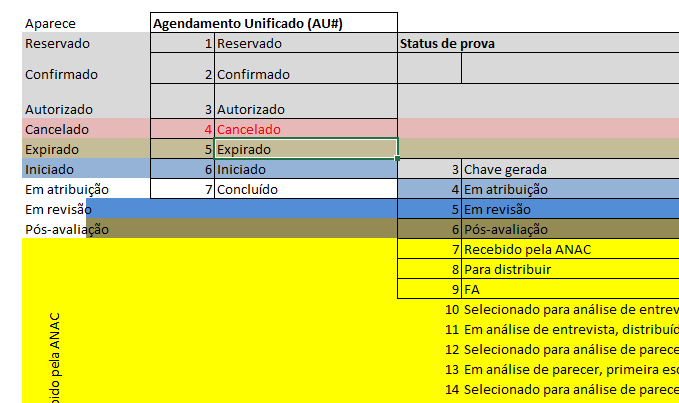 Aparece Agendamento Unificado (AU#)
Reservado 1 Reservado Status de prova
Confirmado 2 Confirmado
Autorizado 3 Autorizado
Cancelado 4 Cancelado
Expirado 5 Expirado
Iniciado 6 Iniciado 3 Chave gerada
Em atribuição 7 Concluído 4 Em atribuição
Em revisão 5 Em revisão
Pós-avaliação 6 Pós-avaliação
7 Recebido pela ANAC
8 Para distribuir
9 FA
10 Selecionado para análise de entrev
11 Em análise de entrevista, distribuíd
12 Selecionado para análise de parece
13 Em análise de parecer, primeira esc
14 Selecionado para análise de parece
bido pela ANAC